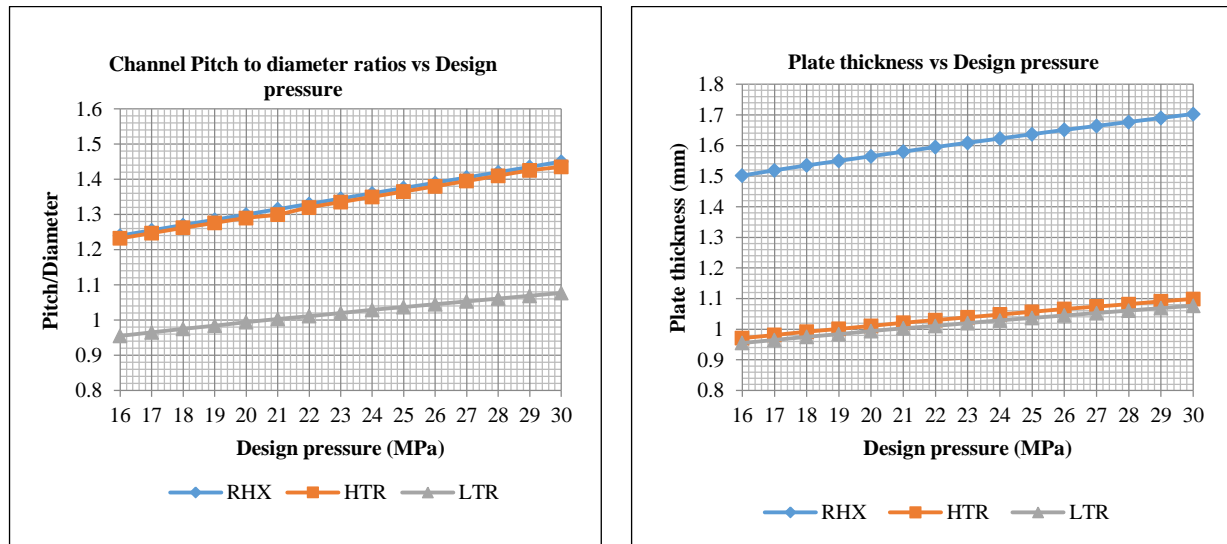 Channel Pitch to diameter ratios vs Design
pressure
1.6
1.5
1.4
1.3
1.2
1.1
1
0.9
0.8
Pitch/Diameter
16 17 18 19 20 21 22 23 24 25 26 27 28 29 30
Design pressure (MPa)
RHX HTR LTR
Plate thickness vs Design pressure
1.8
1.7
1.6
1.5
1.4
1.3
1.2
1.1
1
0.9
0.8
Plate thickness (mm)
16 17 18 19 20 21 22 23 24 25 26 27 28 29 30
Design pressure (MPa)
RHX HTR LTR